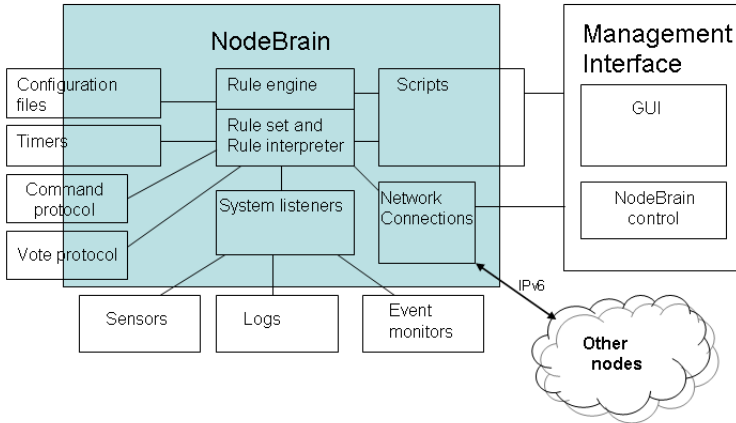 NodeBrain
Management
Interface
Configuration
files
Rule engine
Scripts
GUI
Timers
Rule set and
Rule interpreter
Command
protocol
System listeners
Network
Connections
NodeBrain
control
Vote protocol
IPv6
Sensors
Logs
Event
monitors
Other
nodes